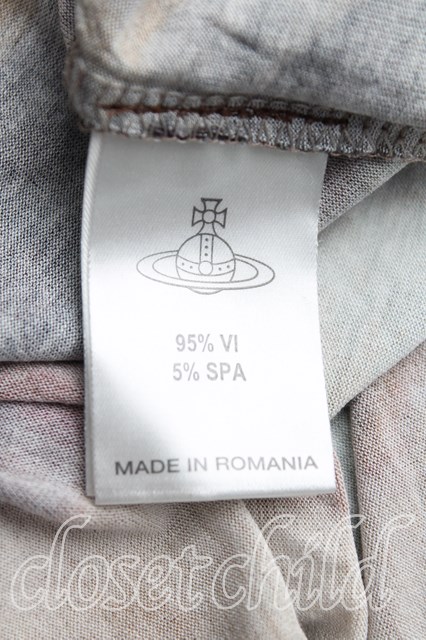 95% VI
5% SPA
MADE IN ROMANIA
closet child